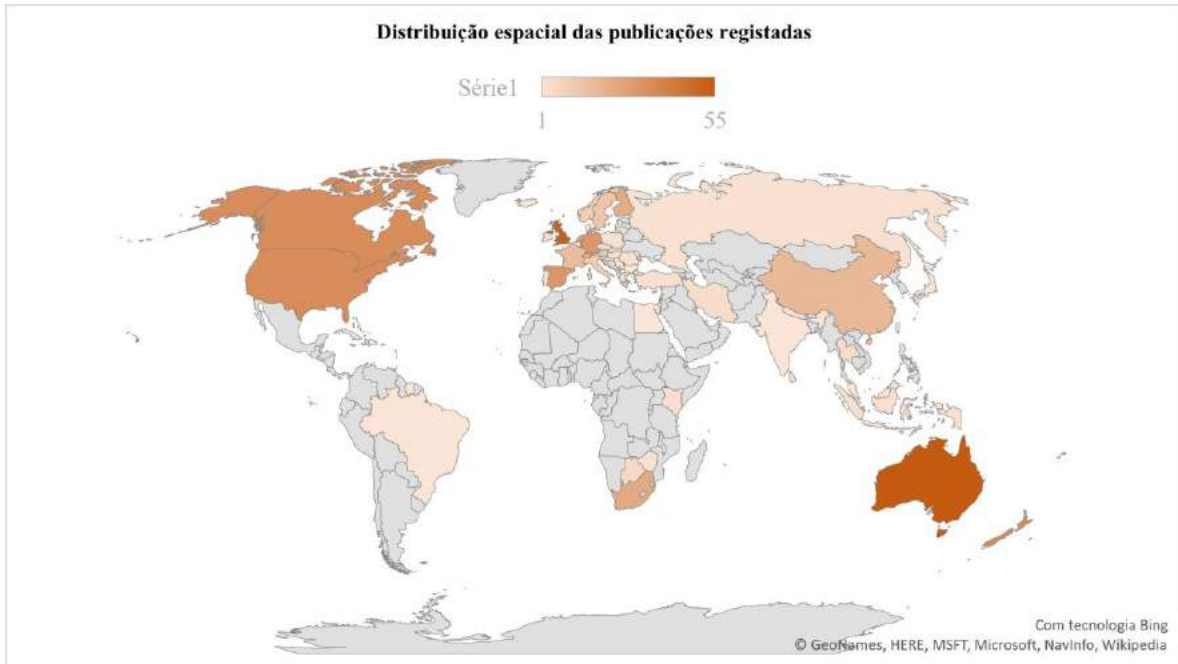 Distribuição espacial das publicações registadas
Série1
1 55
Com tecnologia Bing
© GeoNames, HERE, MSFT, Microsoft, NavInfo, Wikipedia